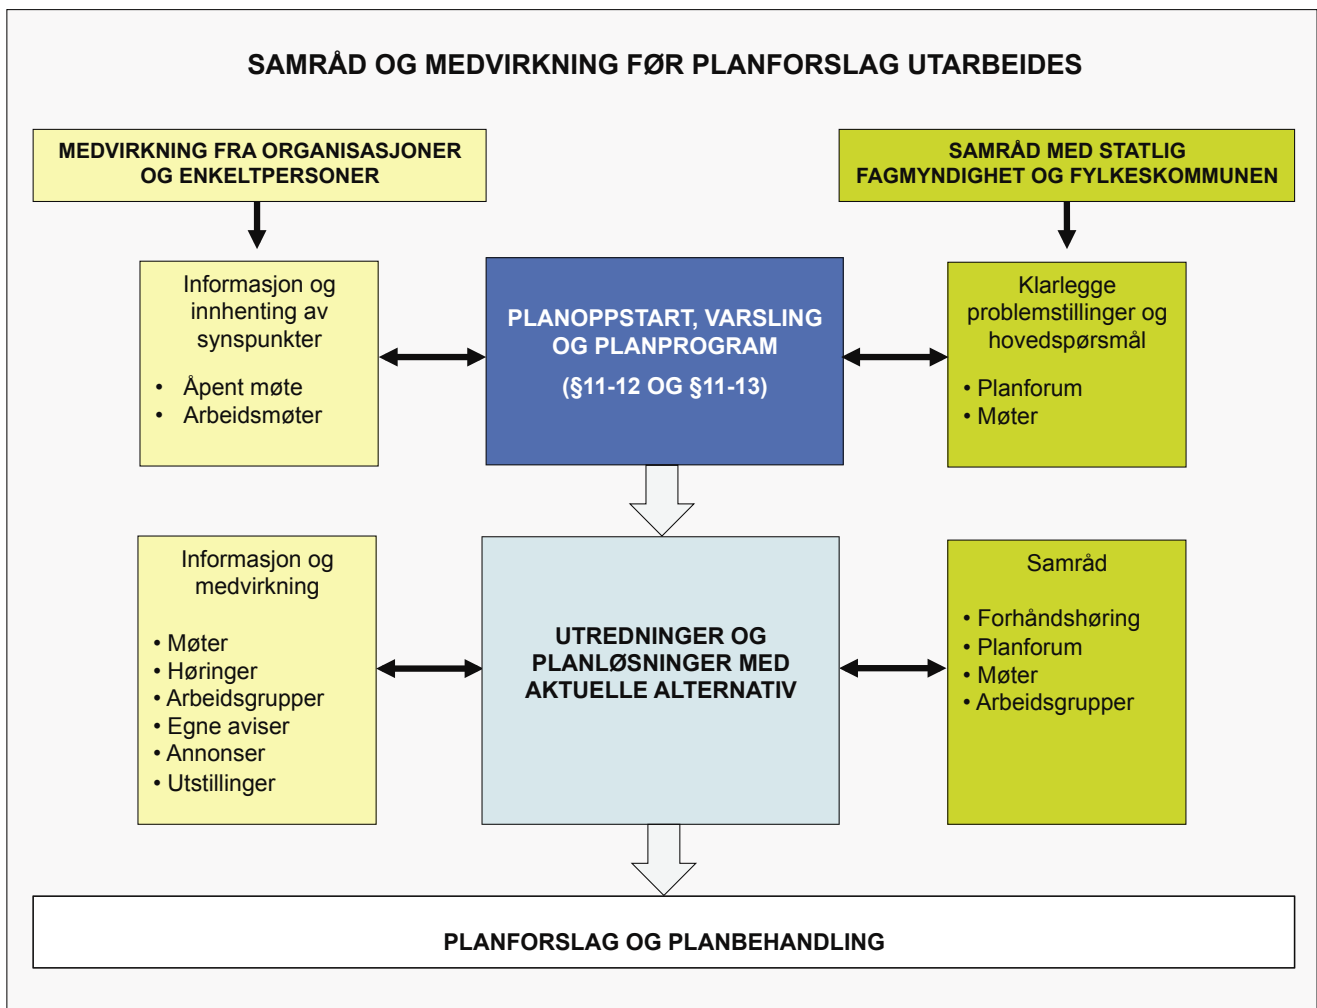 SAMRÅD OG MEDVIRKNING FØR PLANFORSLAG UTARBEIDES
MEDVIRKNING FRA ORGANISASJONER
OG ENKELTPERSONER
SAMRÅD MED STATLIG
FAGMYNDIGHET OG FYLKESKOMMUNEN
Informasjon og
innhenting av
synspunkter
• Åpent møte
• Arbeidsmøter
PLANOPPSTART, VARSLING
OG PLANPROGRAM
(§11-12 OG §11-13)
Klarlegge
problemstillinger og
hovedspørsmål
• Planforum
• Møter
Informasjon og
medvirkning
• Møter
• Høringer
• Arbeidsgrupper
• Egne aviser
• Annonser
• Utstillinger
UTREDNINGER OG
PLANLØSNINGER MED
AKTUELLE ALTERNATIV
Samråd
• Forhåndshøring
• Planforum
• Møter
• Arbeidsgrupper
PLANFORSLAG OG PLANBEHANDLING